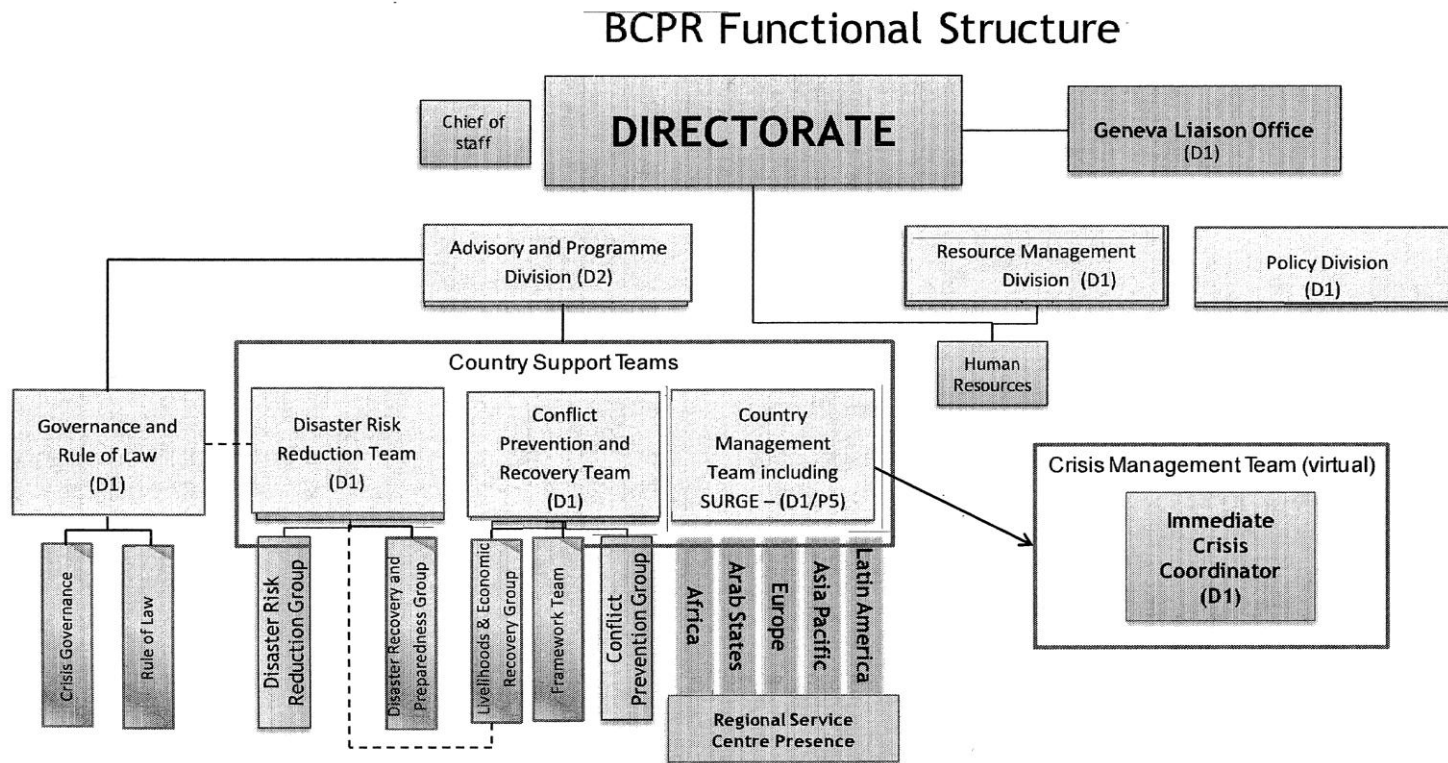 BCPR Functional Structure
Chief of
staff
DIRECTORATE
Geneva Liaison Office
(D1)
Advisory and Programme
Division (D2)
Resource Management
Division (D1)
Policy Division
(D1)
Human
Resources
Country Support Teams
Governance and
Rule of Law
(D1)
Disaster Risk
Reduction Team
(D1)
Conflict
Prevention and
Recovery Team
(D1)
Country
Management
Team including
SURGE – (D1/P5)
Crisis Management Team (virtual)
Immediate
Crisis
Coordinator
(D1)
Crisis Governance
Rule of Law
Disaster Risk
Reduction Group
Disaster Recovery and
Preparedness Group
Livelihoods & Economic
Recovery Group
Framework Team
Conflict
Prevention Group
Africa
Arab States
Europe
Asia Pacific
Latin America
Regional Service
Centre Presence